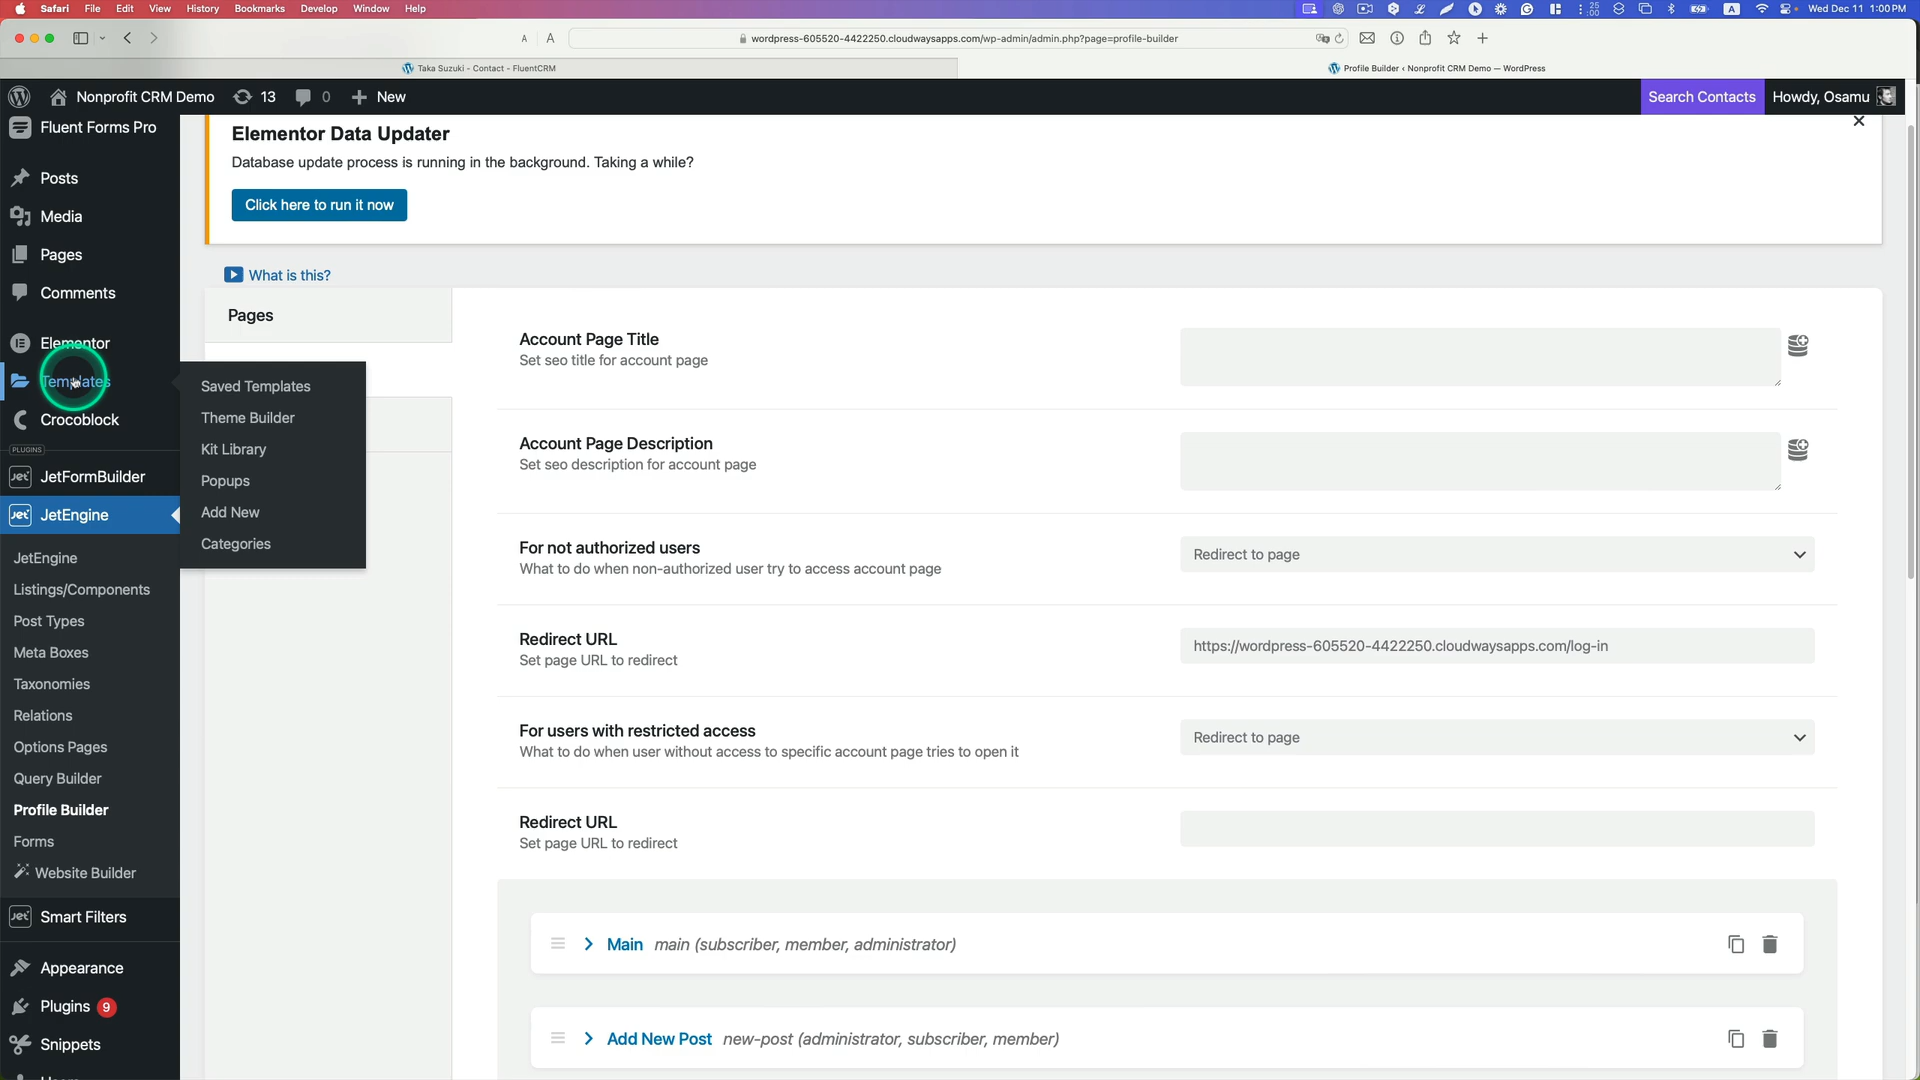 Safari File Edit View History Bookmarks Develop Window Help
25
:00
A
Wed Dec 11 1:00 PM
A A
wordpress-605520-4422250.cloudwaysapps.com/wp-admin/admin.php?page=profile-builder
Taka Suzuki - Contact - FluentCRM
Profile Builder ‹ Nonprofit CRM Demo — WordPress
Nonprofit CRM Demo 13 0 New
Search Contacts Howdy, Osamu
Fluent Forms Pro
Posts
Media
Pages
Comments
Elementor
Templates
Crocoblock
PLUGINS
JetFormBuilder
JetEngine
JetEngine
Listings/Components
Post Types
Meta Boxes
Taxonomies
Relations
Options Pages
Query Builder
Profile Builder
Forms
Website Builder
Smart Filters
Appearance
Plugins 9
Snippets
Saved Templates
Theme Builder
Kit Library
Popups
Add New
Categories
Elementor Data Updater
Database update process is running in the background. Taking a while?
Click here to run it now
What is this?
Pages
Account Page Title
Set seo title for account page
Account Page Description
Set seo description for account page
For not authorized users
What to do when non-authorized user try to access account page
Redirect to page
Redirect URL
Set page URL to redirect
https://wordpress-605520-4422250.cloudwaysapps.com/log-in
For users with restricted access
What to do when user without access to specific account page tries to open it
Redirect to page
Redirect URL
Set page URL to redirect
Main main (subscriber, member, administrator)
Add New Post new-post (administrator, subscriber, member)